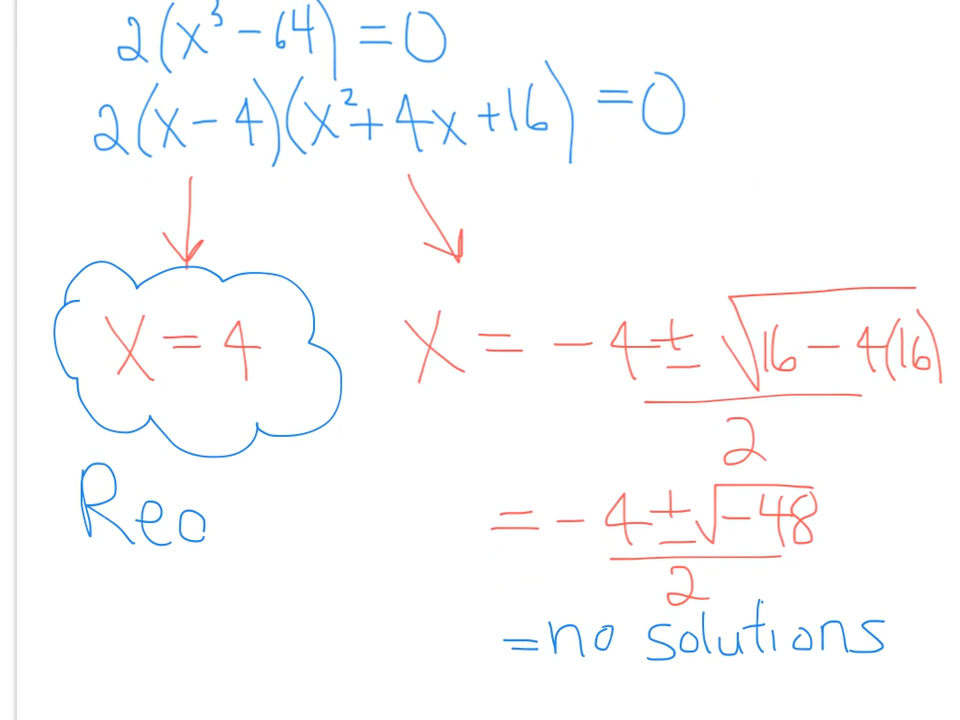 2(x³ - 64) = 0
2(x - 4)(x² + 4x + 16) = 0
X = 4
X = -4 ± √16 - 4(16)
2
Rea
= -4 ± √-48
2
= no solutions